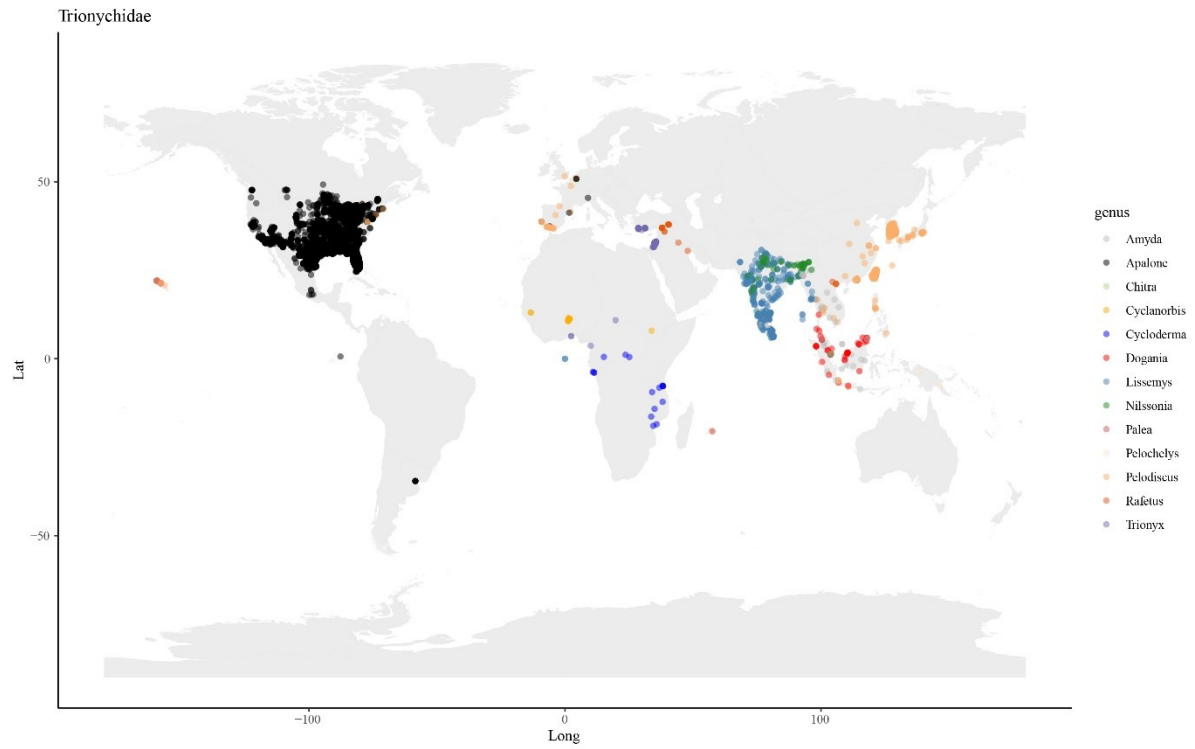 Trionychidae
50
0
−50
Lat
−100
0
100
Long
genus
Amyda
Apalone
Chitra
Cyclanorbis
Cycloderma
Dogania
Lissemys
Nilssonia
Palea
Pelochelys
Pelodiscus
Rafetus
Trionyx